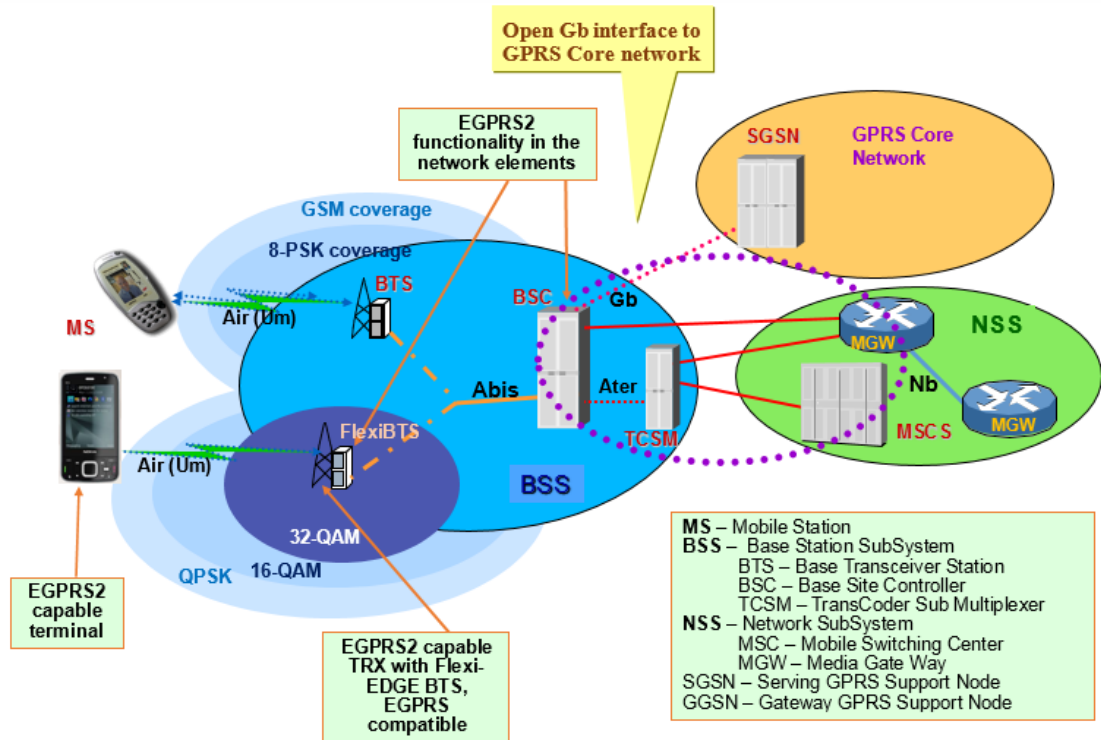 Open Gb interface to
GPRS Core network
EGPRS2
functionality in the
network elements
SGSN
GPRS Core
Network
GSM coverage
8-PSK coverage
BTS
BSC
Gb
MS
Air (Um)
MGW
NSS
Abis
Ater
Nb
FlexiBTS
TCSM
MSCS
MGW
Air (Um)
BSS
32-QAM
16-QAM
QPSK
EGPRS2
capable
terminal
EGPRS2 capable
TRX with Flexi-
EDGE BTS,
EGPRS
compatible
MS – Mobile Station
BSS – Base Station SubSystem
BTS – Base Transceiver Station
BSC – Base Site Controller
TCSM – TransCoder Sub Multiplexer
NSS – Network SubSystem
MSC – Mobile Switching Center
MGW – Media Gate Way
SGSN – Serving GPRS Support Node
GGSN – Gateway GPRS Support Node